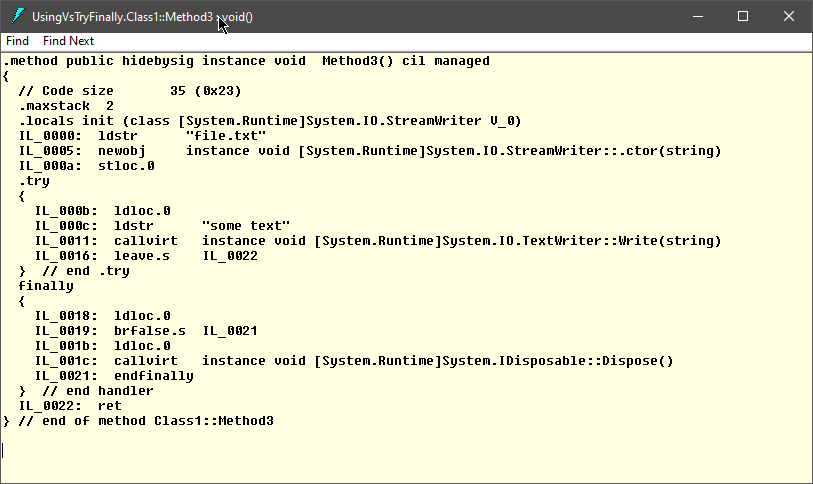 UsingVsTryFinally.Class1::Method3 : void()
Find Find Next
.method public hidebysig instance void  Method3() cil managed
{
  // Code size       35 (0x23)
  .maxstack  2
  .locals init (class [System.Runtime]System.IO.StreamWriter V_0)
  IL_0000:  ldstr      "file.txt"
  IL_0005:  newobj     instance void [System.Runtime]System.IO.StreamWriter::.ctor(string)
  IL_000a:  stloc.0
  .try
  {
    IL_000b:  ldloc.0
    IL_000c:  ldstr      "some text"
    IL_0011:  callvirt   instance void [System.Runtime]System.IO.TextWriter::Write(string)
    IL_0016:  leave.s    IL_0022
  }  // end .try
  finally
  {
    IL_0018:  ldloc.0
    IL_0019:  brfalse.s  IL_0021
    IL_001b:  ldloc.0
    IL_001c:  callvirt   instance void [System.Runtime]System.IDisposable::Dispose()
    IL_0021:  endfinally
  }  // end handler
  IL_0022:  ret
} // end of method Class1::Method3